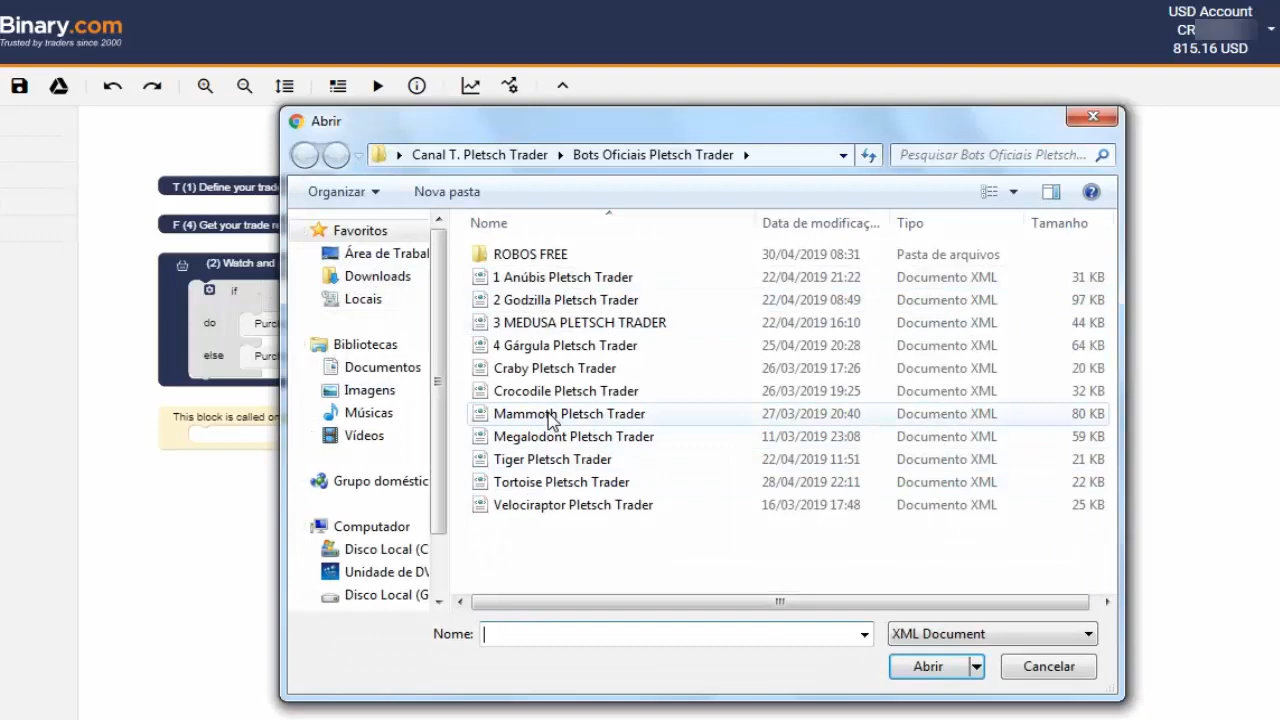 Binary.com
Trusted by traders since 2000
USD Account
CR
815.16 USD
Abrir
Canal T. Pletsch Trader
Bots Oficiais Pletsch Trader
Pesquisar Bots Oficiais Pletsch...
Organizar
Nova pasta
T (1) Define your trad
F (4) Get your trade
(2) Watch and
if
do
Purc
else
Purc
This block is called on
Favoritos
Área de Trabal
Downloads
Locais
Bibliotecas
Documentos
Imagens
Músicas
Vídeos
Grupo doméstic
Computador
Disco Local (C
Unidade de DV
Disco Local (G
Nome Data de modificaç... Tipo Tamanho
ROBOS FREE 30/04/2019 08:31 Pasta de arquivos
1 Anúbis Pletsch Trader 22/04/2019 21:22 Documento XML 31 KB
2 Godzilla Pletsch Trader 22/04/2019 08:49 Documento XML 97 KB
3 MEDUSA PLETSCH TRADER 22/04/2019 16:10 Documento XML 44 KB
4 Gárgula Pletsch Trader 25/04/2019 20:28 Documento XML 64 KB
Craby Pletsch Trader 26/03/2019 17:26 Documento XML 20 KB
Crocodile Pletsch Trader 26/03/2019 19:25 Documento XML 32 KB
Mammoth Pletsch Trader 27/03/2019 20:40 Documento XML 80 KB
Megalodont Pletsch Trader 11/03/2019 23:08 Documento XML 59 KB
Tiger Pletsch Trader 22/04/2019 11:51 Documento XML 21 KB
Tortoise Pletsch Trader 28/04/2019 22:11 Documento XML 22 KB
Velociraptor Pletsch Trader 16/03/2019 17:48 Documento XML 25 KB
Nome:
XML Document
Abrir
Cancelar